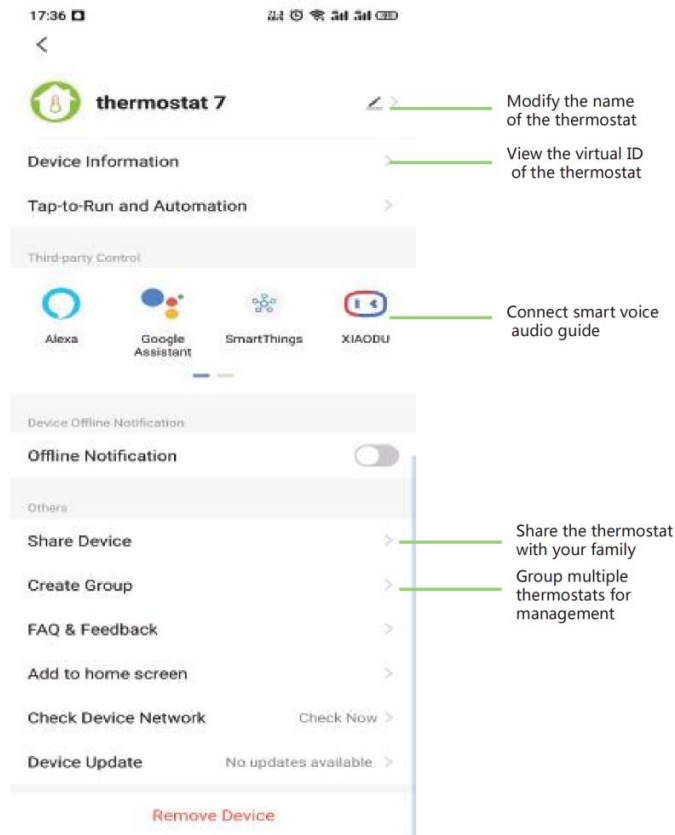 17:36
thermostat 7
Modify the name
of the thermostat
Device Information
View the virtual ID
of the thermostat
Tap-to-Run and Automation
Third-party Control
Alexa
Google
Assistant
SmartThings
XIAODU
Connect smart voice
audio guide
Device Offline Notification
Offline Notification
Others
Share Device
Share the thermostat
with your family
Create Group
Group multiple
thermostats for
management
FAQ & Feedback
Add to home screen
Check Device Network
Check Now
Device Update
No updates available
Remove Device